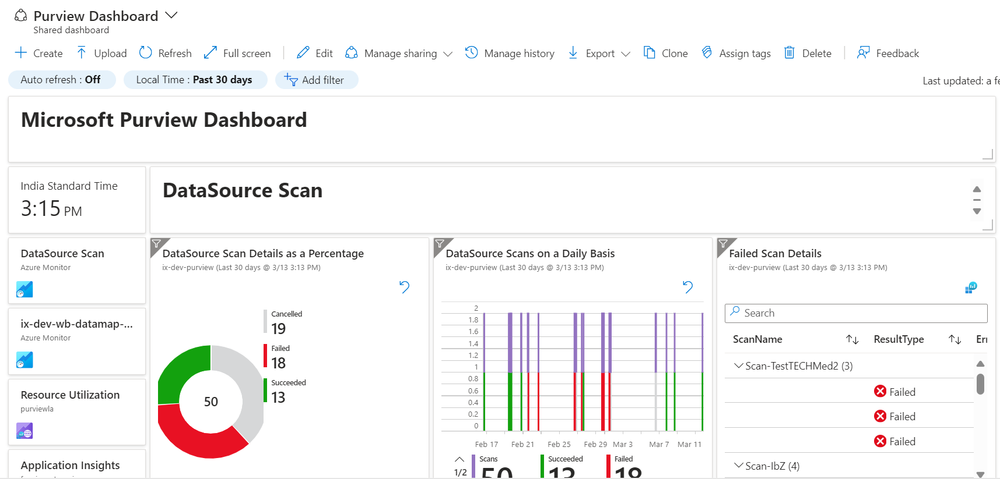 Purview Dashboard
Shared dashboard
Create Upload Refresh Full screen Edit Manage sharing Manage history Export Clone Assign tags Delete Feedback
Auto refresh : Off Local Time : Past 30 days Add filter Last updated: a fe
Microsoft Purview Dashboard
India Standard Time
3:15 PM
DataSource Scan
DataSource Scan
Azure Monitor
ix-dev-wb-datamap-...
Azure Monitor
Resource Utilization
purviewla
Application Insights
DataSource Scan Details as a Percentage
ix-dev-purview (Last 30 days @ 3/13 3:13 PM)
Cancelled
19
Failed
18
Succeeded
13
50
DataSource Scans on a Daily Basis
ix-dev-purview (Last 30 days @ 3/13 3:13 PM)
2
1.8
1.6
1.4
1.2
1
0.8
0.6
0.4
0.2
0
Feb 17 Feb 21 Feb 25 Feb 29 Mar 3 Mar 7 Mar 11
1/2
Scans
50
Succeeded
13
Failed
18
Failed Scan Details
ix-dev-purview (Last 30 days @ 3/13 3:13 PM)
Search
ScanName ResultType Err
Scan-TestTECHMed2 (3)
Failed
Failed
Failed
Scan-IbZ (4)